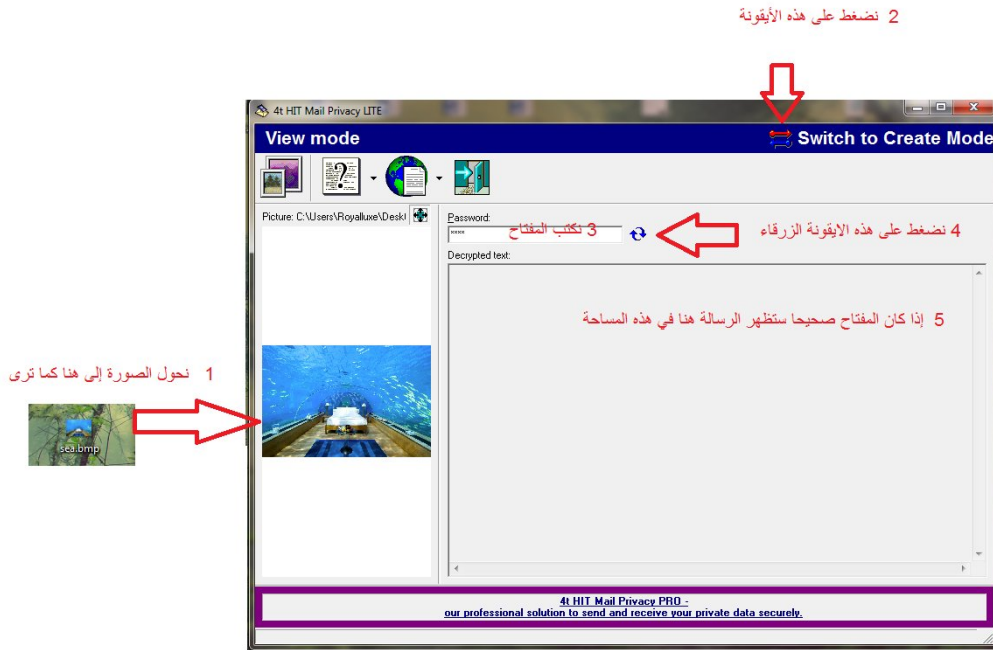 2 نضغط على هذه الأيقونة
4t HIT Mail Privacy LITE
View mode
Switch to Create Mode
Picture: C:\Users\Royalluxe\Desk
Password:
****
3 نكتب المفتاح
4 نضغط على هذه الايقونة الزرقاء
Decrypted text:
5 إذا كان المفتاح صحيحا ستظهر الرسالة هنا في هذه المساحة
1 نحول الصورة إلى هنا كما ترى
sea.bmp
4t HIT Mail Privacy PRO -
our professional solution to send and receive your private data securely.